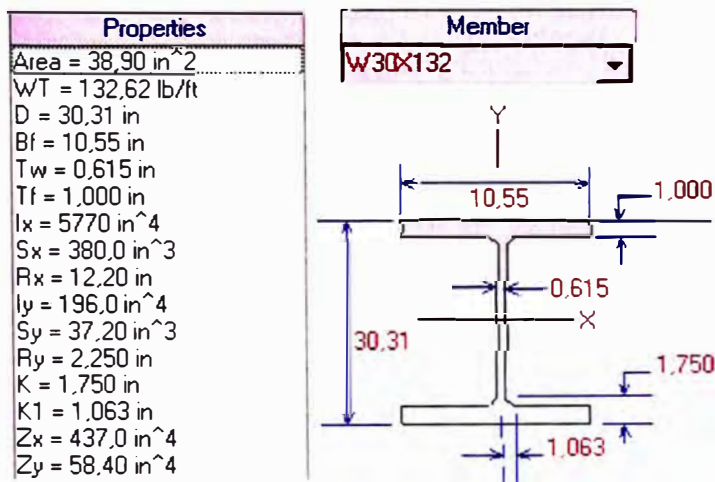 Properties
Area = 38,90 in^2
WT = 132,62 lb/ft
D = 30,31 in
Bf = 10,55 in
Tw = 0,615 in
Tf = 1,000 in
Ix = 5770 in^4
Sx = 380,0 in^3
Rx = 12,20 in
Iy = 196,0 in^4
Sy = 37,20 in^3
Ry = 2,250 in
K = 1,750 in
K1 = 1,063 in
Zx = 437,0 in^4
Zy = 58,40 in^4
Member
W30X132
Y
10,55
1,000
0,615
X
30,31
1,750
1,063